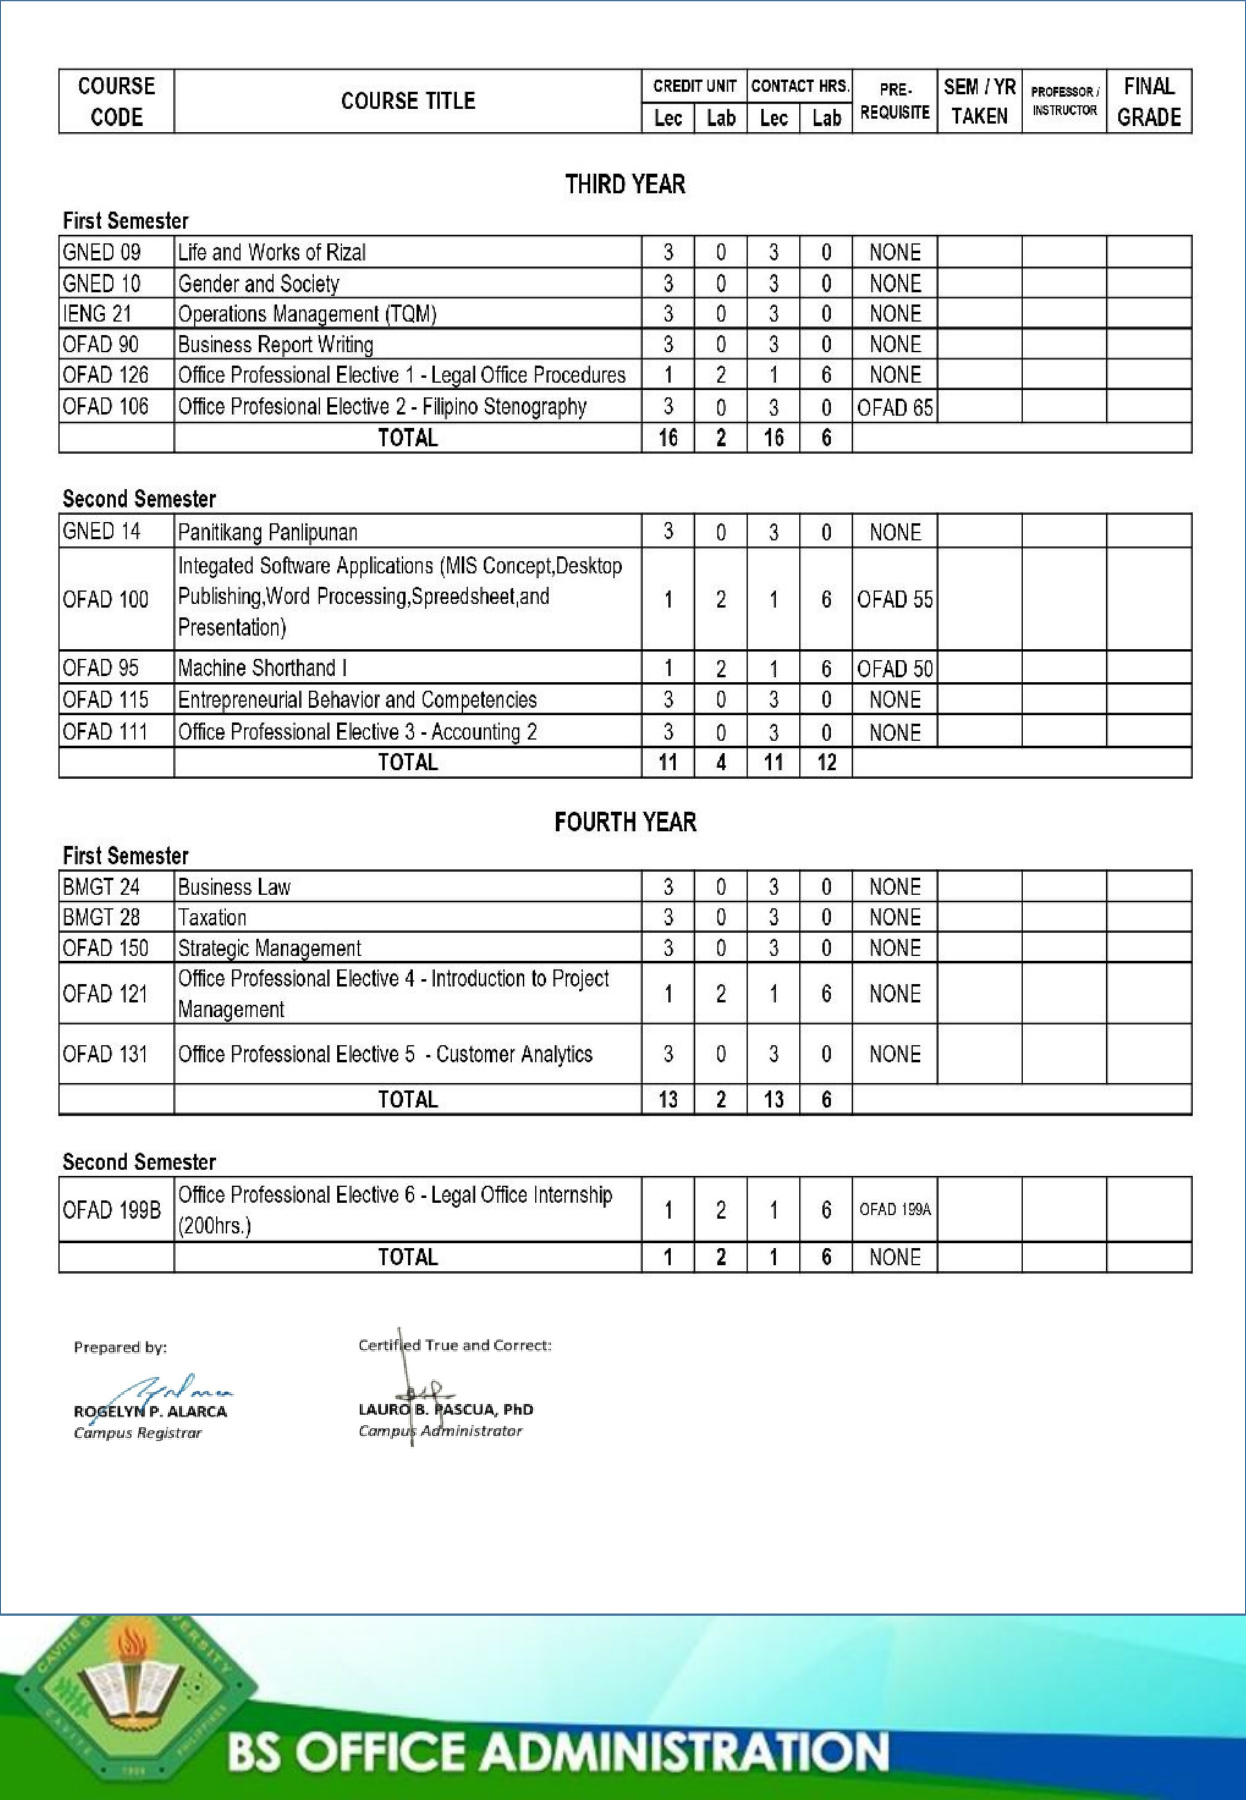 COURSE CODE COURSE TITLE CREDIT UNIT CONTACT HRS. PRE-REQUISITE SEM / YR TAKEN PROFESSOR / INSTRUCTOR FINAL GRADE
Lec Lab Lec Lab
THIRD YEAR
First Semester
GNED 09 Life and Works of Rizal 3 0 3 0 NONE
GNED 10 Gender and Society 3 0 3 0 NONE
IENG 21 Operations Management (TQM) 3 0 3 0 NONE
OFAD 90 Business Report Writing 3 0 3 0 NONE
OFAD 126 Office Professional Elective 1 - Legal Office Procedures 1 2 1 6 NONE
OFAD 106 Office Profesional Elective 2 - Filipino Stenography 3 0 3 0 OFAD 65
TOTAL 16 2 16 6
Second Semester
GNED 14 Panitikang Panlipunan 3 0 3 0 NONE
Integated Software Applications (MIS Concept,Desktop
OFAD 100 Publishing,Word Processing,Spreedsheet,and 1 2 1 6 OFAD 55
Presentation)
OFAD 95 Machine Shorthand I 1 2 1 6 OFAD 50
OFAD 115 Entrepreneurial Behavior and Competencies 3 0 3 0 NONE
OFAD 111 Office Professional Elective 3 - Accounting 2 3 0 3 0 NONE
TOTAL 11 4 11 12
FOURTH YEAR
First Semester
BMGT 24 Business Law 3 0 3 0 NONE
BMGT 28 Taxation 3 0 3 0 NONE
OFAD 150 Strategic Management 3 0 3 0 NONE
OFAD 121 Office Professional Elective 4 - Introduction to Project 1 2 1 6 NONE
Management
OFAD 131 Office Professional Elective 5 - Customer Analytics 3 0 3 0 NONE
TOTAL 13 2 13 6
Second Semester
OFAD 199B Office Professional Elective 6 - Legal Office Internship 1 2 1 6 OFAD 199A
(200hrs.)
TOTAL 1 2 1 6 NONE
Prepared by: Certified True and Correct:
ROGELYN P. ALARCA LAURO B. PASCUA, PhD
Campus Registrar Campus Administrator
CAVITE
CAVITE PHILIPPINES
BS OFFICE ADMINISTRATION